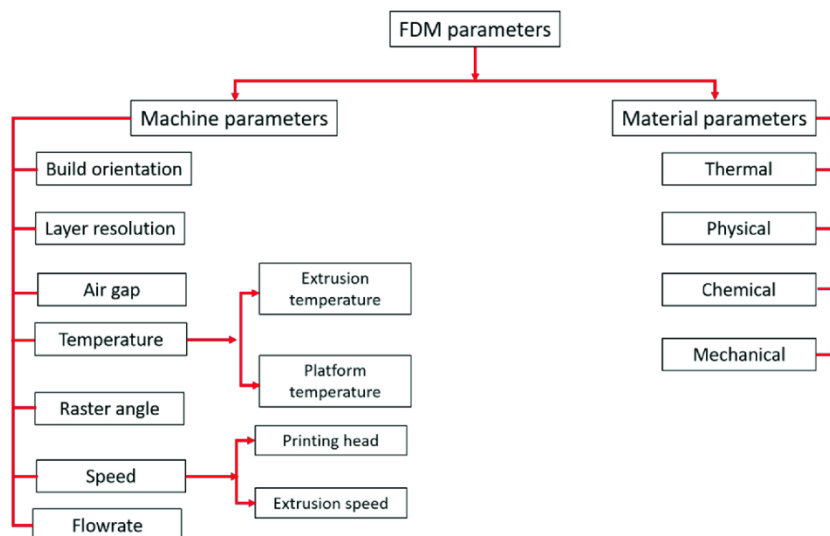 FDM parameters
Machine parameters
Material parameters
Build orientation
Layer resolution
Air gap
Temperature
Raster angle
Speed
Flowrate
Extrusion
temperature
Platform
temperature
Printing head
Extrusion speed
Thermal
Physical
Chemical
Mechanical